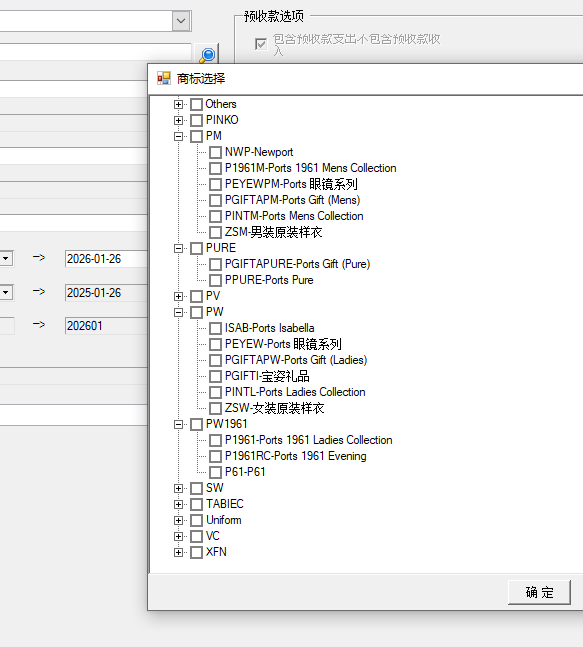 预收款选项
包含预收款支出不包含预收款收
入
商标选择
Others
PINKO
PM
NWP-Newport
P1961M-Ports 1961 Mens Collection
PEYEWPM-Ports 眼镜系列
PGIFTAPM-Ports Gift (Mens)
PINTM-Ports Mens Collection
ZSM-男装原装样衣
PURE
PGIFTAPURE-Ports Gift (Pure)
PPURE-Ports Pure
PV
PW
ISAB-Ports Isabella
PEYEW-Ports 眼镜系列
PGIFTAPW-Ports Gift (Ladies)
PGIFTI-宝姿礼品
PINTL-Ports Ladies Collection
ZSW-女装原装样衣
PW1961
P1961-Ports 1961 Ladies Collection
P1961RC-Ports 1961 Evening
P61-P61
SW
TABIEC
Uniform
VC
XFN
--> 2026-01-26
--> 2025-01-26
--> 202601
确 定